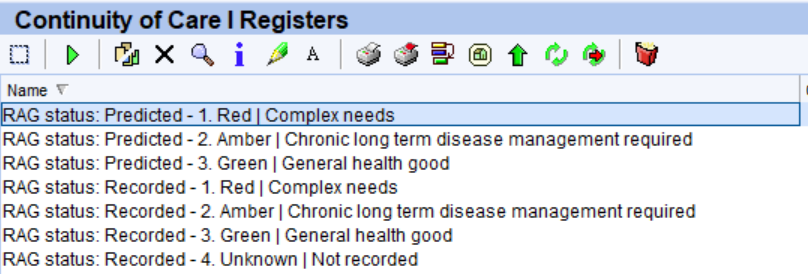 Continuity of Care I Registers
A
Name
RAG status: Predicted - 1. Red | Complex needs
RAG status: Predicted - 2. Amber | Chronic long term disease management required
RAG status: Predicted - 3. Green | General health good
RAG status: Recorded - 1. Red | Complex needs
RAG status: Recorded - 2. Amber | Chronic long term disease management required
RAG status: Recorded - 3. Green | General health good
RAG status: Recorded - 4. Unknown | Not recorded